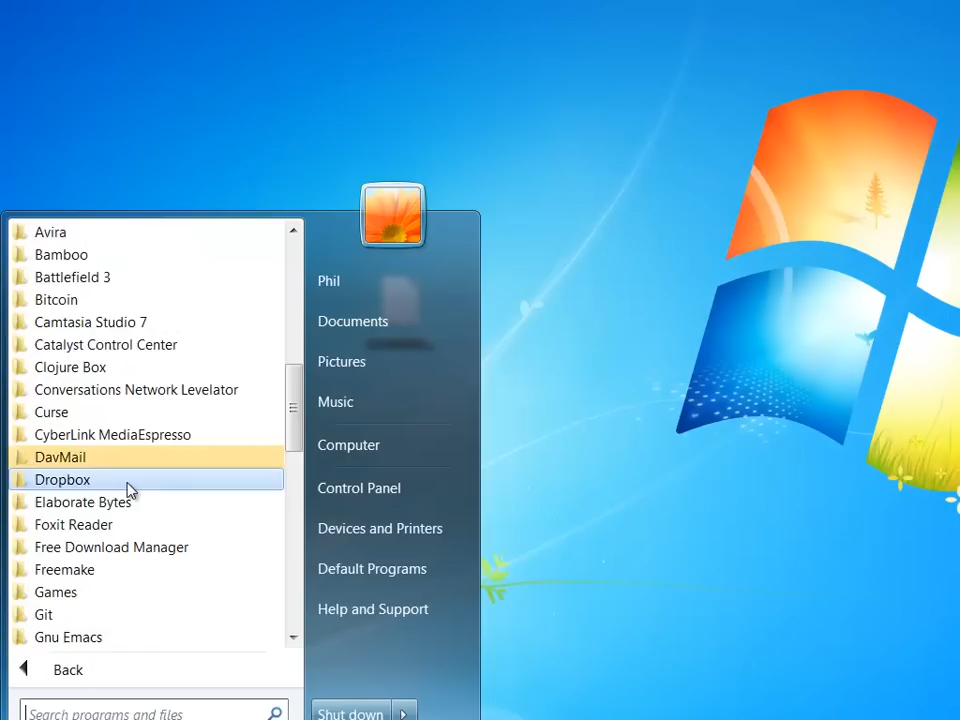 Avira
Bamboo
Battlefield 3
Bitcoin
Camtasia Studio 7
Catalyst Control Center
Clojure Box
Conversations Network Levelator
Curse
CyberLink MediaEspresso
DavMail
Dropbox
Elaborate Bytes
Foxit Reader
Free Download Manager
Freemake
Games
Git
Gnu Emacs
Back
Search programs and files
Phil
Documents
Pictures
Music
Computer
Control Panel
Devices and Printers
Default Programs
Help and Support
Shut down